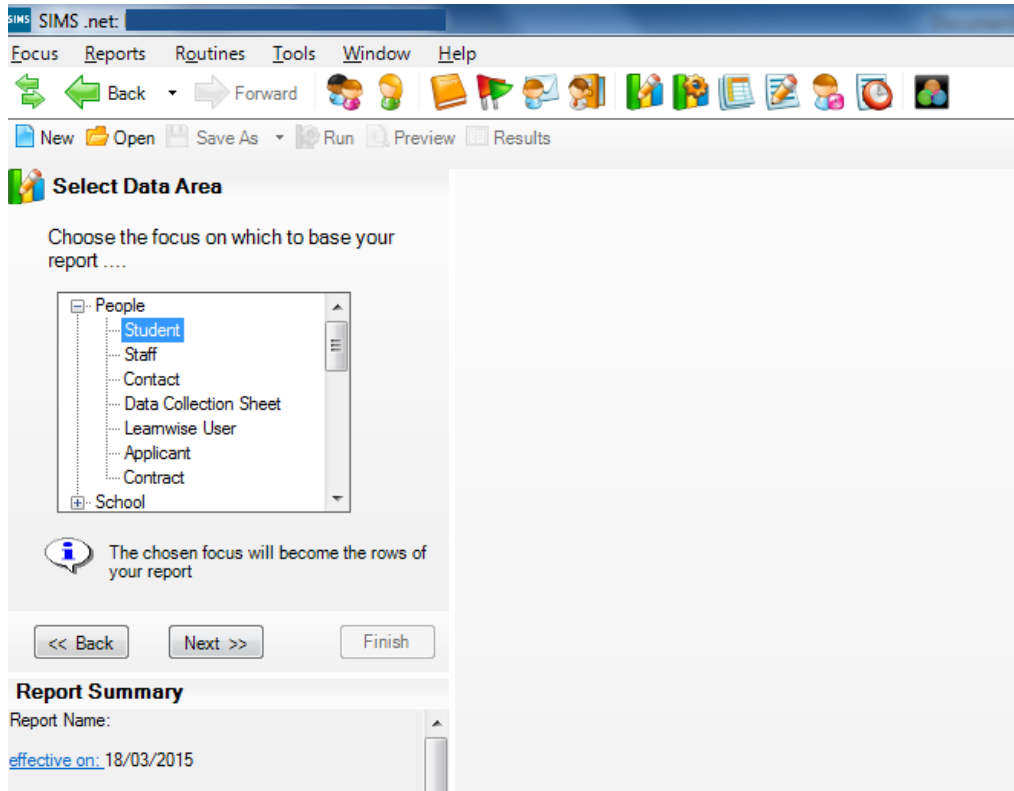 SIMS SIMS .net:
Focus Reports Routines Tools Window Help
Back Forward
New Open Save As Run Preview Results
Select Data Area
Choose the focus on which to base your
report ....
People
Student
Staff
Contact
Data Collection Sheet
Learnwise User
Applicant
Contract
School
The chosen focus will become the rows of
your report
<< Back Next >> Finish
Report Summary
Report Name:
effective on: 18/03/2015